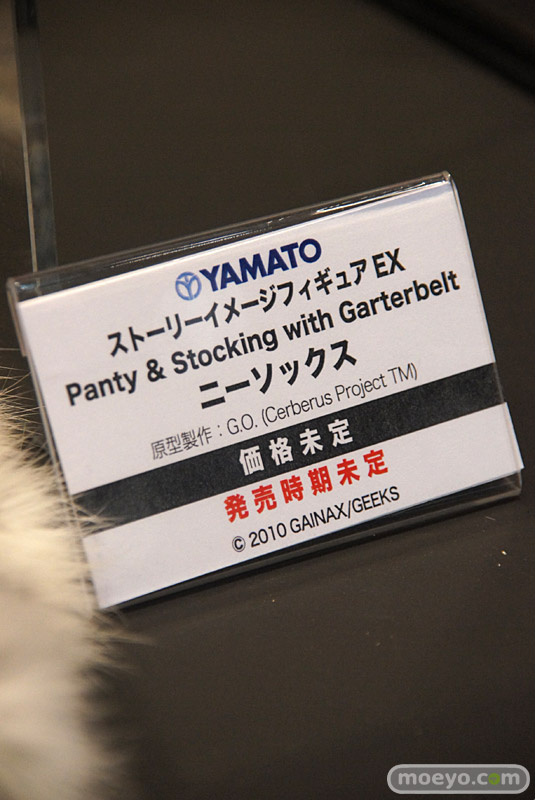 YAMATO
ストーリーイメージフィギュア EX
Panty & Stocking with Garterbelt
ニーソックス
原型製作：G.O. (Cerberus Project TM)
価格未定
発売時期未定
© 2010 GAINAX/GEEKS
moeyo.com